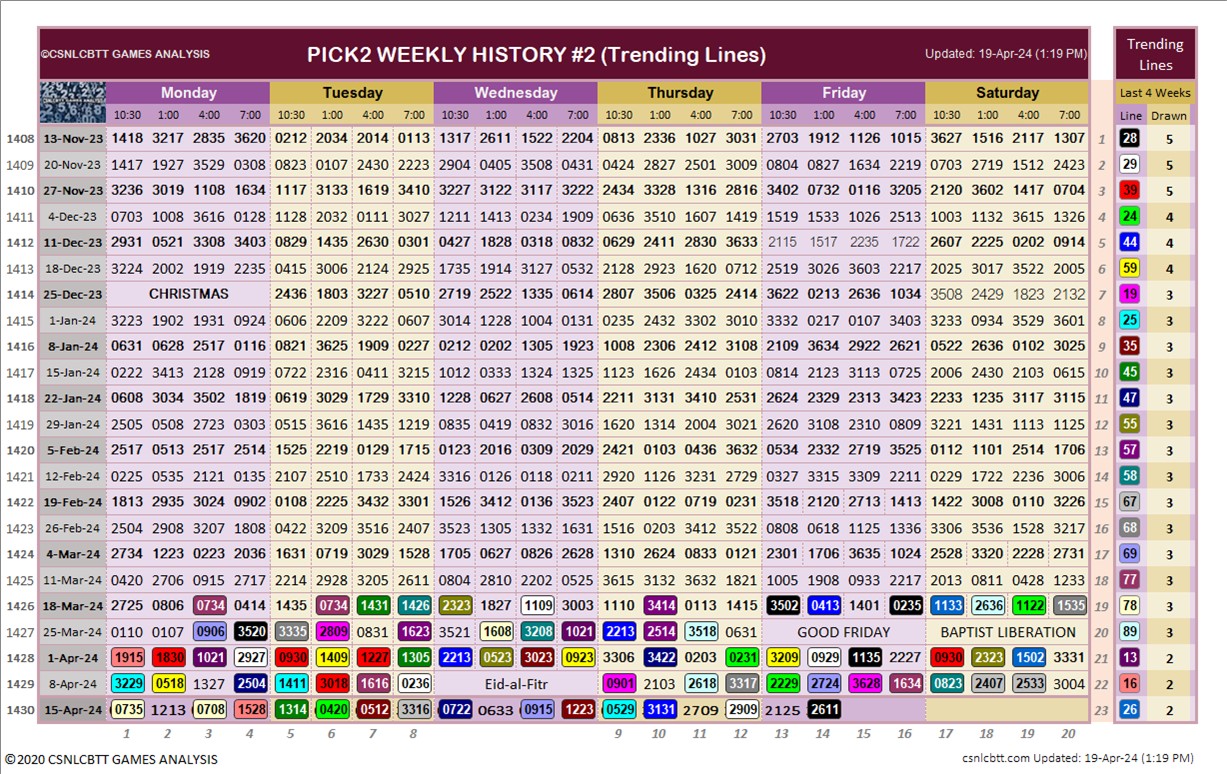 ©CSNLCBTT GAMES ANALYSIS PICK2 WEEKLY HISTORY #2 (Trending Lines) Updated: 19-Apr-24 (1:19 PM) Trending Lines
Monday Tuesday Wednesday Thursday Friday Saturday Last 4 Weeks
10:30 1:00 4:00 7:00 10:30 1:00 4:00 7:00 10:30 1:00 4:00 7:00 10:30 1:00 4:00 7:00 10:30 1:00 4:00 7:00 10:30 1:00 4:00 7:00 Line Drawn
1408 13-Nov-23 1418 3217 2835 3620 0212 2034 2014 0113 1317 2611 1522 2204 0813 2336 1027 3031 2703 1912 1126 1015 3627 1516 2117 1307 1 28 5
1409 20-Nov-23 1417 1927 3529 0308 0823 0107 2430 2223 2904 0405 3508 0431 0424 2827 2501 3009 0804 0827 1634 2219 0703 2719 1512 2423 2 29 5
1410 27-Nov-23 3236 3019 1108 1634 1117 3133 1619 3410 3227 3122 3117 3222 2434 3328 1316 2816 3402 0732 0116 3205 2120 3602 1417 0704 3 39 5
1411 4-Dec-23 0703 1008 3616 0128 1128 2032 0111 3027 1211 1413 0234 1909 0636 3510 1607 1419 1519 1533 1026 2513 1003 1132 3615 1326 4 24 4
1412 11-Dec-23 2931 0521 3308 3403 0829 1435 2630 0301 0427 1828 0318 0832 0629 2411 2830 3633 2115 1517 2235 1722 2607 2225 0202 0914 5 44 4
1413 18-Dec-23 3224 2002 1919 2235 0415 3006 2124 2925 1735 1914 3127 0532 2128 2923 1620 0712 2519 3026 3603 2217 2025 3017 3522 2005 6 59 4
1414 25-Dec-23 CHRISTMAS 2436 1803 3227 0519 2719 2522 1335 0614 2807 3506 0925 2414 3622 0213 2636 1034 3508 2429 1823 2132 7 19 3
1415 1-Jan-24 3223 1902 1931 0924 0606 2209 3222 0607 3014 1228 1004 0131 0235 2432 3302 3010 3332 0217 0107 3403 3233 0934 3529 3601 8 25 3
1416 8-Jan-24 0631 0628 2517 0116 0821 3625 1909 0227 0212 0202 1305 1923 1008 2306 2412 3108 2109 3634 2922 2621 0522 2636 0102 3025 9 35 3
1417 15-Jan-24 0222 3413 2128 0919 0722 2316 0411 3215 1012 0333 1324 1325 1123 1626 2434 0103 0814 2123 3113 0725 2006 2430 2103 0615 10 45 3
1418 22-Jan-24 0608 3034 3502 1819 0619 3029 1729 3310 1228 0627 2608 0514 2211 3131 3410 2531 2624 2329 2313 3423 2233 1235 3117 3115 11 47 3
1419 29-Jan-24 2505 0508 2723 0303 0515 3616 1435 1219 0835 0419 0832 3016 1620 1314 2004 3021 2620 3108 2310 0809 3221 1431 1113 1125 12 55 3
1420 5-Feb-24 2517 0513 2517 2514 1525 2219 0129 1715 0123 2016 0309 2029 2421 0103 0436 3632 0534 2332 2719 3525 0112 1101 2514 1706 13 57 3
1421 12-Feb-24 0225 0535 2121 0135 2107 2510 1733 2424 3316 0126 0118 0211 2920 1126 3131 2729 0327 3315 3309 2211 0229 1722 2236 3006 14 58 3
1422 19-Feb-24 1813 2935 3024 0902 0108 2225 3432 3301 1526 3412 0136 3523 2407 0122 0719 0231 3518 2120 2713 1413 1422 3008 0110 3226 15 67 3
1423 26-Feb-24 2504 2908 3207 1808 0422 3209 3516 2407 3523 1305 1332 1631 1516 0203 3412 3522 0808 0618 1125 1336 3306 3536 1528 3217 16 68 3
1424 4-Mar-24 2734 1223 0223 2036 1631 0719 3029 1528 1705 0627 0826 2628 1310 2624 0833 0121 2301 1706 3635 1024 2528 3320 2228 2731 17 69 3
1425 11-Mar-24 0420 2706 0915 2717 2214 2928 3205 2611 0804 2810 2202 0525 3615 3132 3632 1821 1005 1908 0933 2217 2013 0811 0428 1233 18 77 3
1426 18-Mar-24 2725 0806 0734 0414 1435 0734 1431 1426 2323 1827 1109 3003 1110 3414 0113 1415 3502 0413 1401 0235 1133 2636 1122 1535 19 78 3
1427 25-Mar-24 0110 0107 0906 3520 3335 2809 0831 1623 3521 1608 3208 1021 2213 2514 3518 0631 GOOD FRIDAY BAPTIST LIBERATION 20 89 3
1428 1-Apr-24 1915 1830 1021 2927 0930 1409 1227 1305 2213 0523 3023 0923 3306 3422 0203 0231 3209 0929 1135 2227 0930 2323 1502 3331 21 13 2
1429 8-Apr-24 3229 0518 1327 2504 1411 3018 1616 0236 Eid-al-Fitr 0901 2103 2618 3317 2229 2724 3628 1634 0823 2407 2533 3004 22 16 2
1430 15-Apr-24 0735 1213 0708 1528 1314 0420 0512 3316 0722 0633 0915 1223 0529 3131 2709 2909 2125 2611 23 26 2
1 2 3 4 5 6 7 8 9 10 11 12 13 14 15 16 17 18 19 20
©2020 CSNLCBTT GAMES ANALYSIS csnlcbtt.com Updated: 19-Apr-24 (1:19 PM)